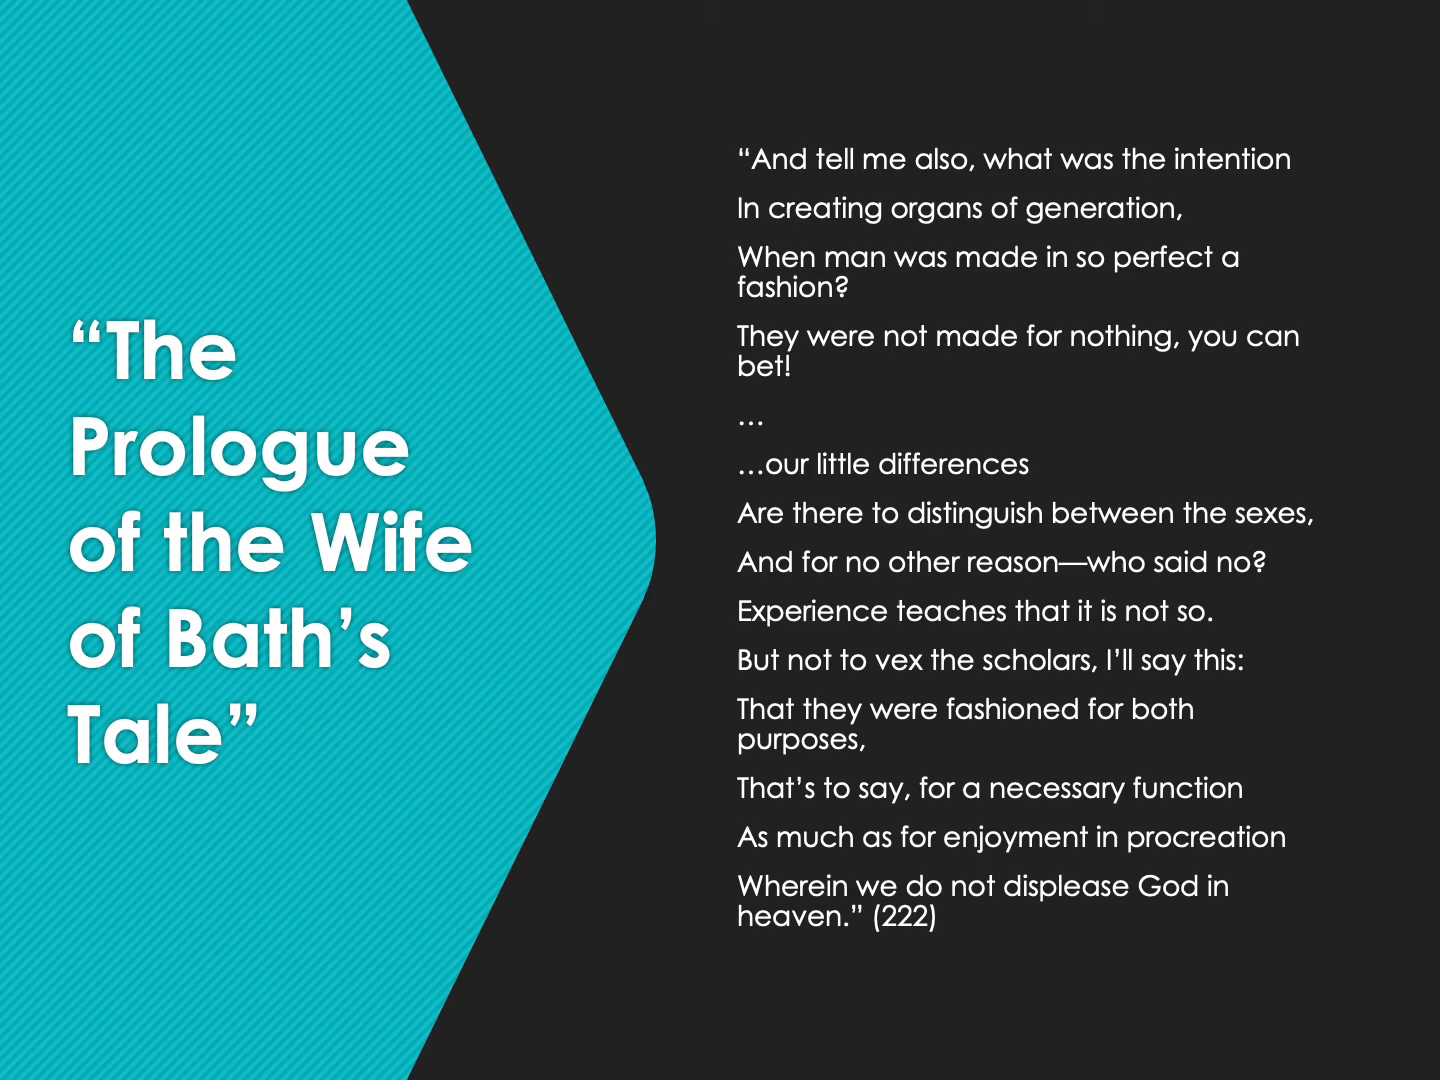 “The
Prologue
of the Wife
of Bath’s
Tale”
“And tell me also, what was the intention
In creating organs of generation,
When man was made in so perfect a
fashion?
They were not made for nothing, you can
bet!
…
…our little differences
Are there to distinguish between the sexes,
And for no other reason—who said no?
Experience teaches that it is not so.
But not to vex the scholars, I’ll say this:
That they were fashioned for both
purposes,
That’s to say, for a necessary function
As much as for enjoyment in procreation
Wherein we do not displease God in
heaven.” (222)